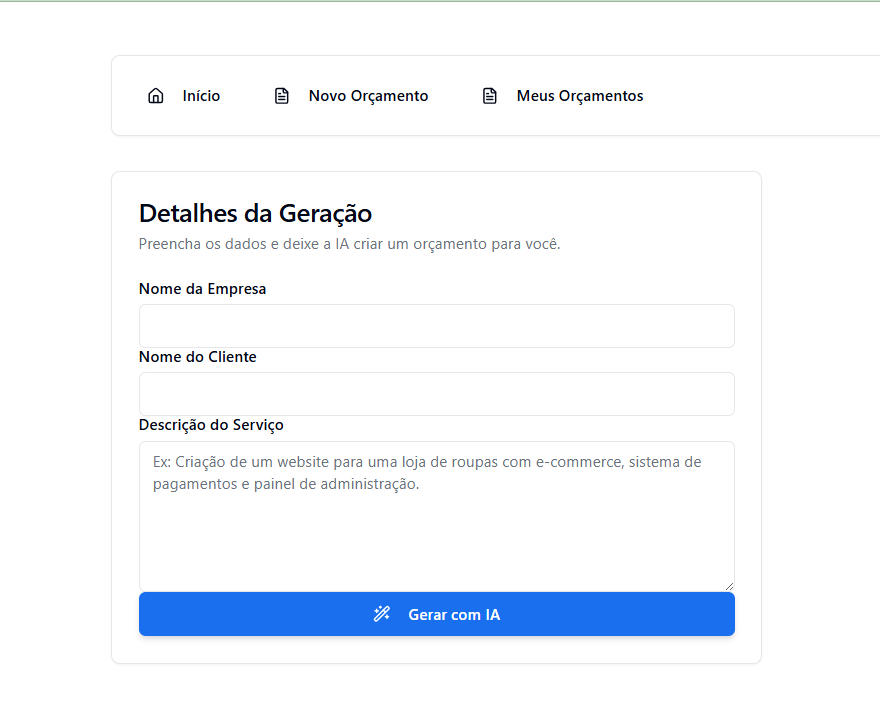 Início Novo Orçamento Meus Orçamentos
Detalhes da Geração
Preencha os dados e deixe a IA criar um orçamento para você.
Nome da Empresa
Nome do Cliente
Descrição do Serviço
Ex: Criação de um website para uma loja de roupas com e-commerce, sistema de
pagamentos e painel de administração.
Gerar com IA